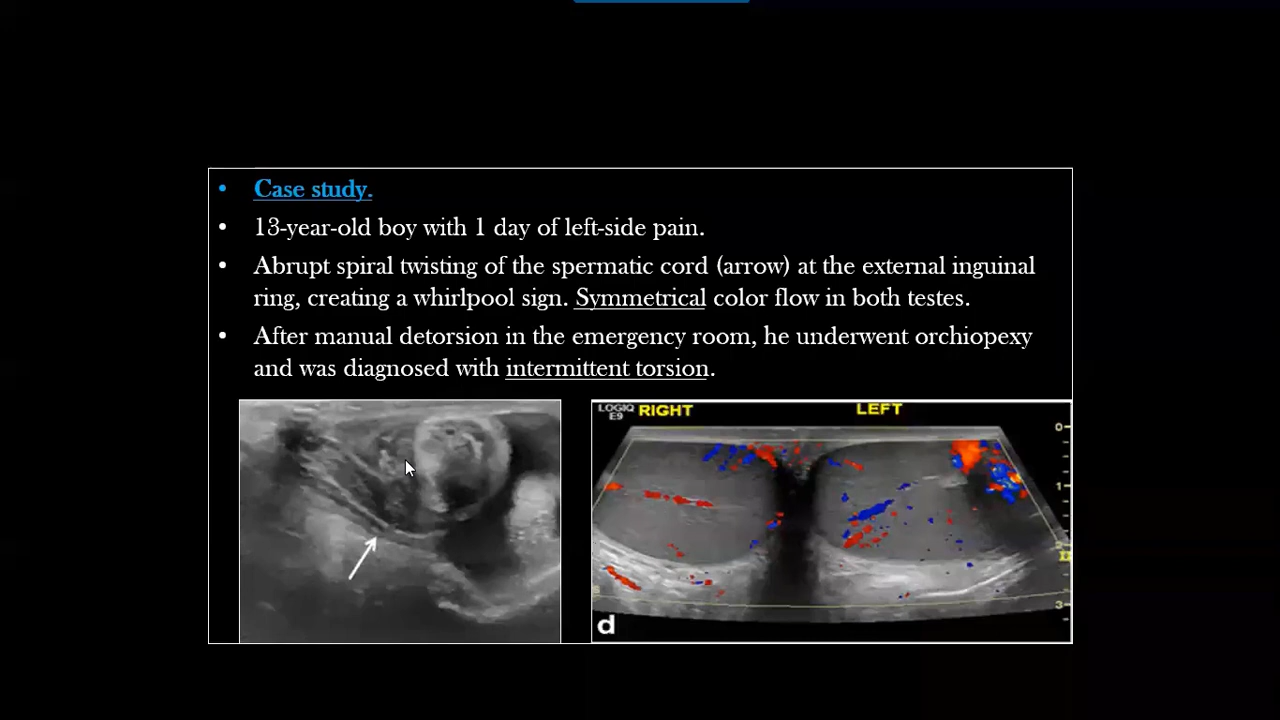 • Case study.
• 13-year-old boy with 1 day of left-side pain.
• Abrupt spiral twisting of the spermatic cord (arrow) at the external inguinal
ring, creating a whirlpool sign. Symmetrical color flow in both testes.
• After manual detorsion in the emergency room, he underwent orchiopexy
and was diagnosed with intermittent torsion.
LOGIQ
E9
RIGHT
LEFT
0
1
3
d